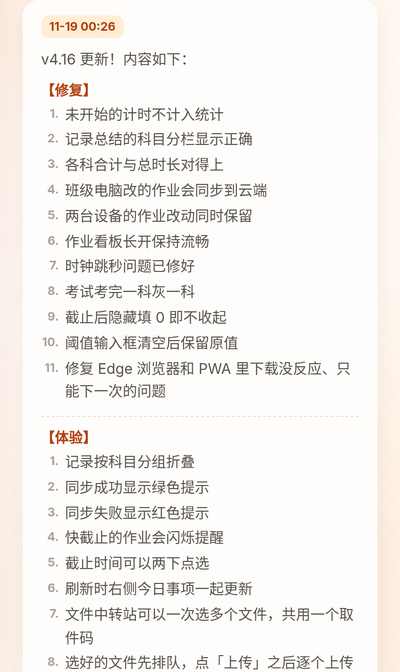 11-19 00:26
v4.16 更新！内容如下：
【修复】
1. 未开始的计时不计入统计
2. 记录总结的科目分栏显示正确
3. 各科合计与总时长对得上
4. 班级电脑改的作业会同步到云端
5. 两台设备的作业改动同时保留
6. 作业看板长开保持流畅
7. 时钟跳秒问题已修好
8. 考试考完一科灰一科
9. 截止后隐藏填 0 即不收起
10. 阈值输入框清空后保留原值
11. 修复 Edge 浏览器和 PWA 里下载没反应、只
能下一次的问题
【体验】
1. 记录按科目分组折叠
2. 同步成功显示绿色提示
3. 同步失败显示红色提示
4. 快截止的作业会闪烁提醒
5. 截止时间可以两下点选
6. 刷新时右侧今日事项一起更新
7. 文件中转站可以一次选多个文件，共用一个取
件码
8. 选好的文件先排队，点「上传」之后逐个上传